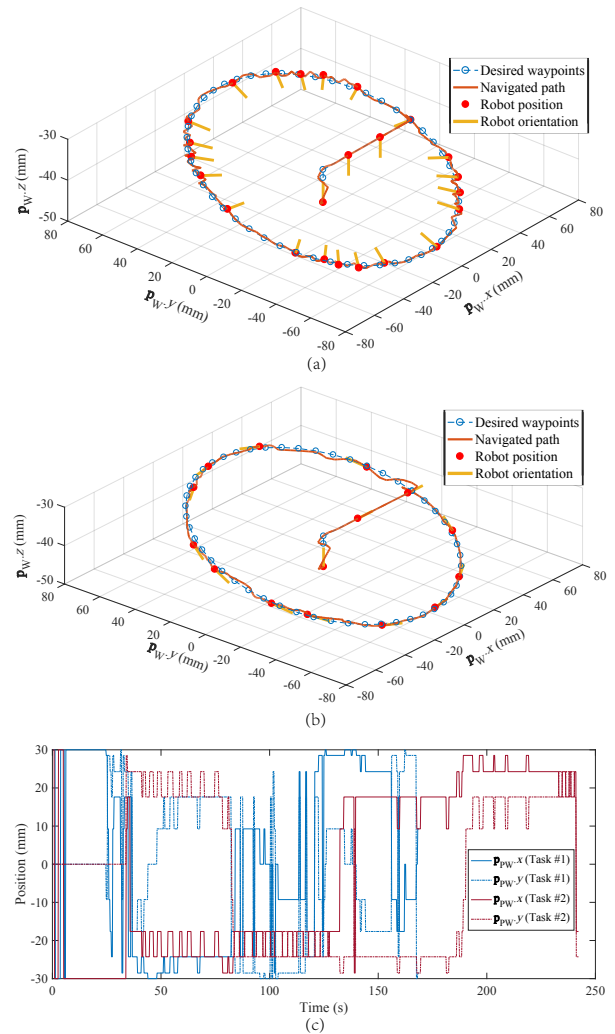 Desired waypoints
Navigated path
Robot position
Robot orientation
-30
-40
-50
p_W.z (mm)
80
60
40
20
0
-20
-40
-60
-80
p_W.y (mm)
80
60
40
20
0
-20
-40
-60
-80
p_W.x (mm)
(a)
Desired waypoints
Navigated path
Robot position
Robot orientation
-30
-40
-50
p_W.z (mm)
80
60
40
20
0
-20
-40
-60
-80
p_W.y (mm)
80
60
40
20
0
-20
-40
-60
-80
p_W.x (mm)
(b)
30
20
10
0
-10
-20
-30
Position (mm)
p_PW.x (Task #1)
p_PW.y (Task #1)
p_PW.x (Task #2)
p_PW.y (Task #2)
0 50 100 150 200 250
Time (s)
(c)